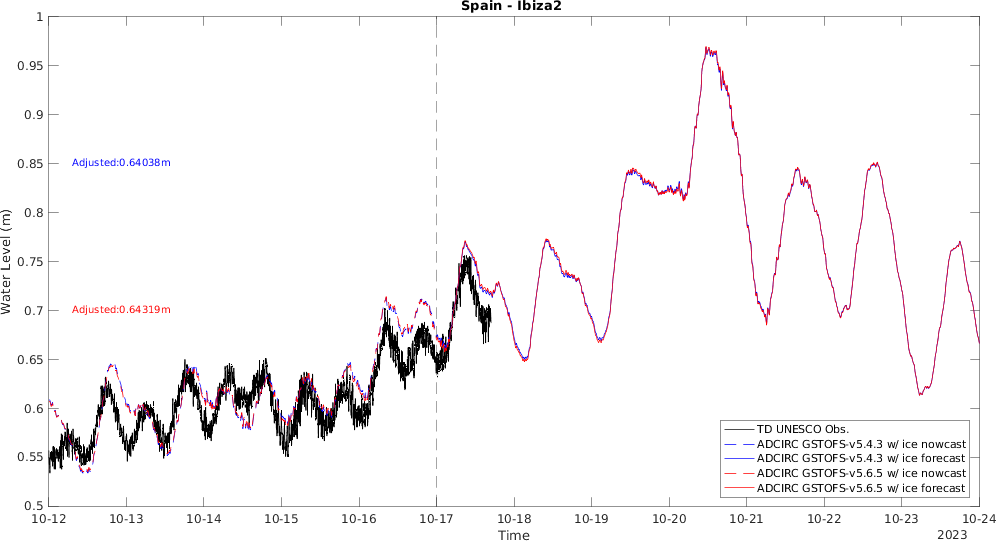 Spain - Ibiza2
1
0.95
0.9
0.85
0.8
0.75
0.7
0.65
0.6
0.55
0.5
Water Level (m)
Adjusted:0.64038m
Adjusted:0.64319m
TD UNESCO Obs.
ADCIRC GSTOFS-v5.4.3 w/ ice nowcast
ADCIRC GSTOFS-v5.4.3 w/ ice forecast
ADCIRC GSTOFS-v5.6.5 w/ ice nowcast
ADCIRC GSTOFS-v5.6.5 w/ ice forecast
10-12 10-13 10-14 10-15 10-16 10-17 10-18 10-19 10-20 10-21 10-22 10-23 10-24
Time
2023